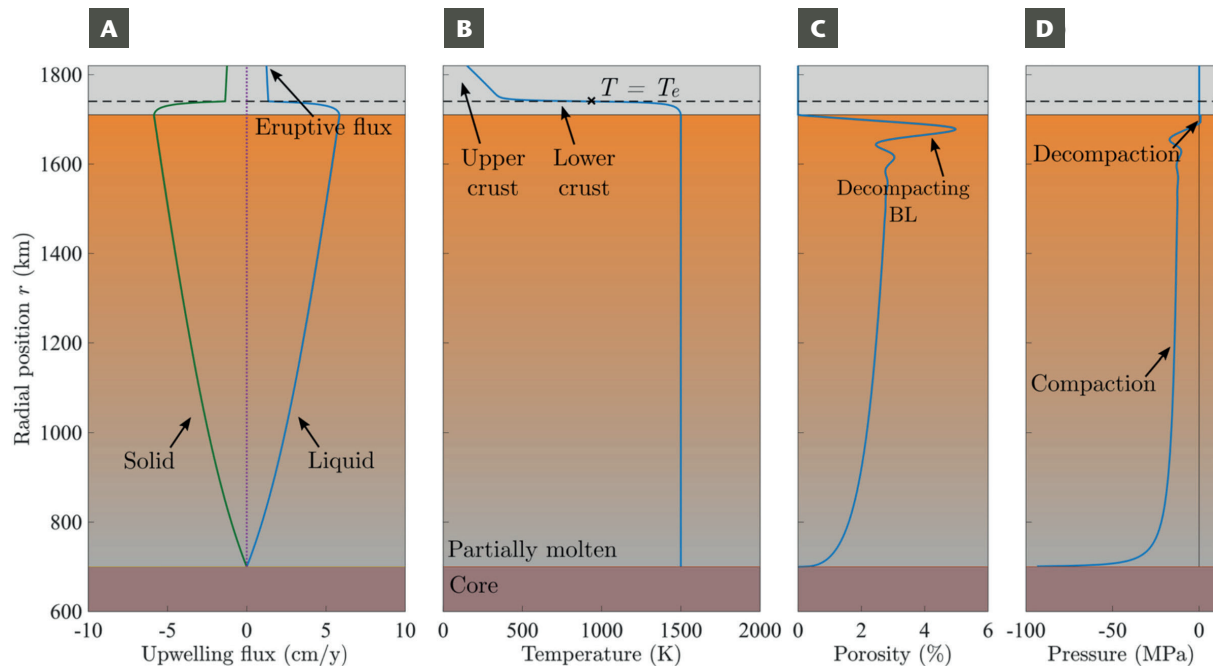 A
B
C
D
1800
1600
1400
1200
1000
800
600
Radial position r (km)
Eruptive flux
Solid
Liquid
-10
-5
0
5
10
Upwelling flux (cm/y)
T = Te
Upper
crust
Lower
crust
Partially molten
Core
0
500
1000
1500
2000
Temperature (K)
Decompacting
BL
0
2
4
6
Porosity (%)
Decompaction
Compaction
-100
-50
0
Pressure (MPa)